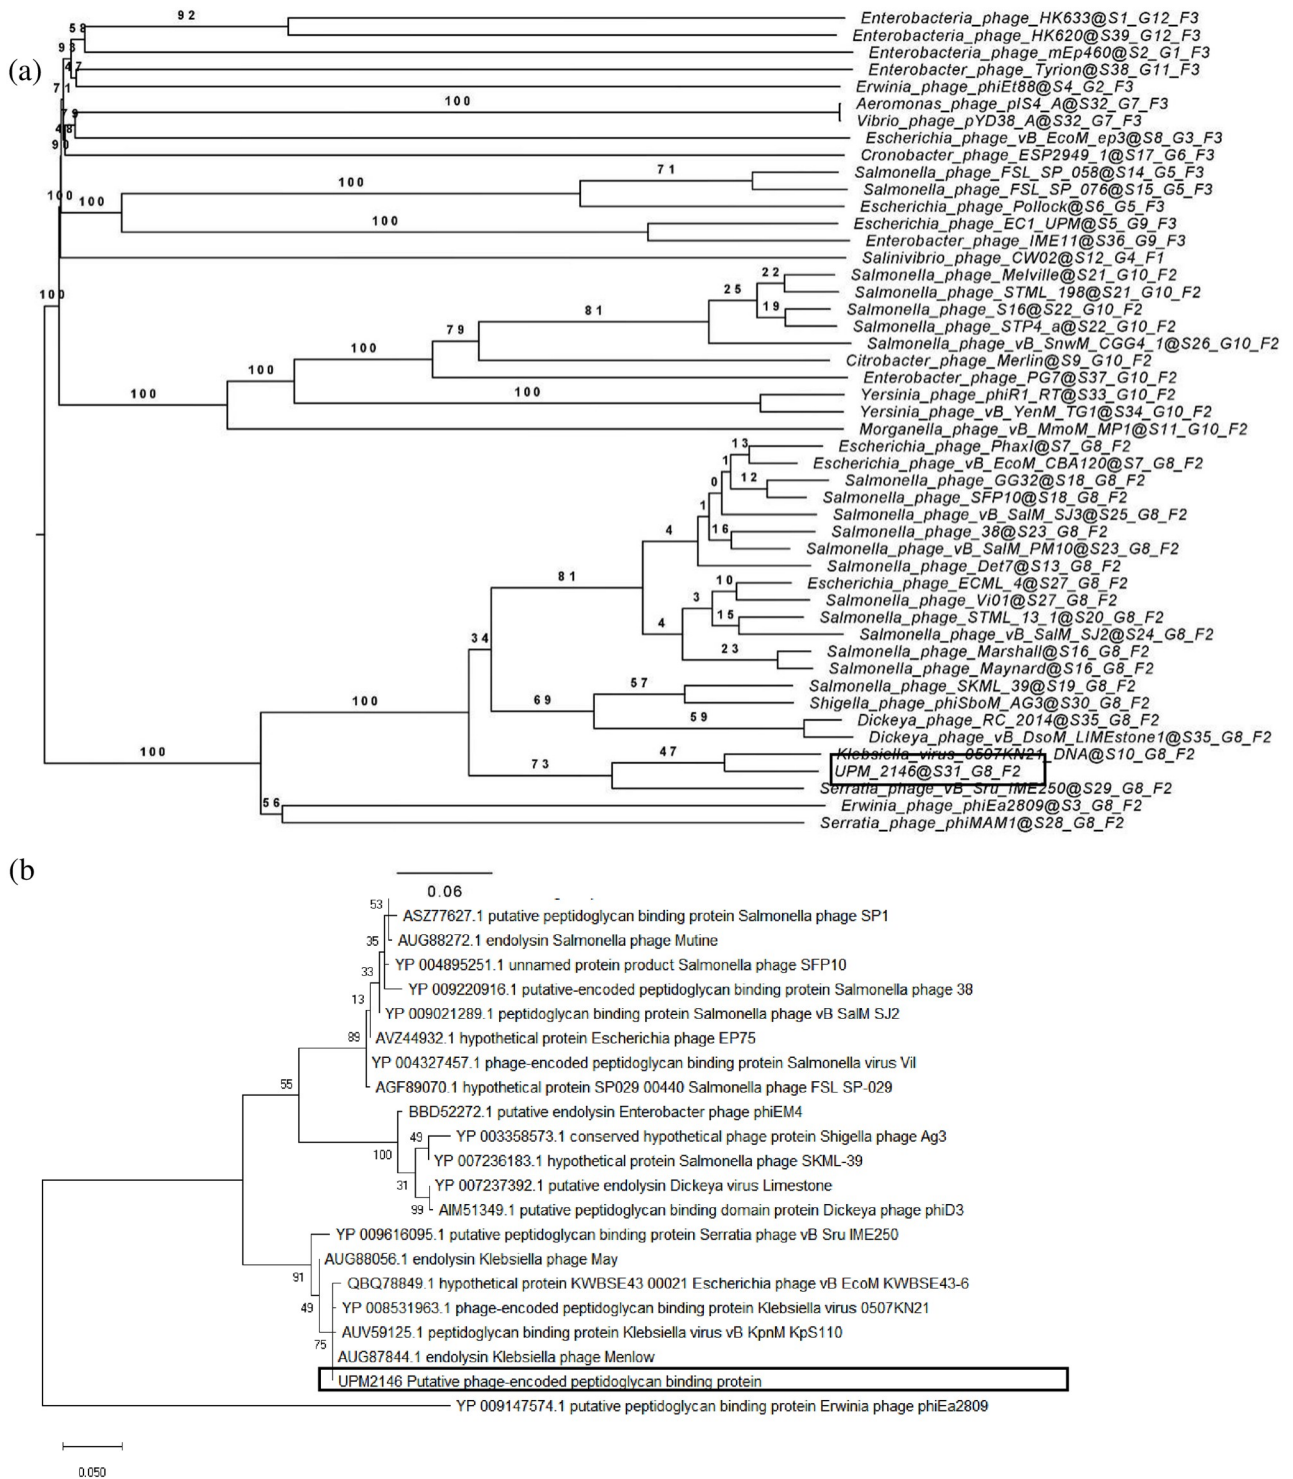 (a)
92
Enterobacteria_phage_HK633@S1_G12_F3
58
Enterobacteria_phage_HK620@S39_G12_F3
93
Enterobacteria_phage_mEp460@S2_G1_F3
47
Enterobacter_phage_Tyrion@S38_G11_F3
71
Erwinia_phage_phiEt88@S4_G2_F3
100
Aeromonas_phage_pIS4_A@S32_G7_F3
79
Vibrio_phage_pYD38_A@S32_G7_F3
48
Escherichia_phage_vB_EcoM_ep3@S8_G3_F3
90
Cronobacter_phage_ESP2949_1@S17_G6_F3
71
Salmonella_phage_FSL_SP_058@S14_G5_F3
100
Salmonella_phage_FSL_SP_076@S15_G5_F3
100
100
Escherichia_phage_Pollock@S6_G5_F3
100
Escherichia_phage_EC1_UPM@S5_G9_F3
Enterobacter_phage_IME11@S36_G9_F3
Salinivibrio_phage_CW02@S12_G4_F1
22
Salmonella_phage_Melville@S21_G10_F2
100
25
Salmonella_phage_STML_198@S21_G10_F2
81
19
Salmonella_phage_S16@S22_G10_F2
79
Salmonella_phage_STP4_a@S22_G10_F2
100
Salmonella_phage_vB_SnwM_CGG4_1@S26_G10_F2
100
Citrobacter_phage_Merlin@S9_G10_F2
Enterobacter_phage_PG7@S37_G10_F2
100
100
Yersinia_phage_phiR1_RT@S33_G10_F2
Yersinia_phage_vB_YenM_TG1@S34_G10_F2
Morganella_phage_vB_MmoM_MP1@S11_G10_F2
13
Escherichia_phage_PhaxI@S7_G8_F2
1
Escherichia_phage_vB_EcoM_CBA120@S7_G8_F2
0
12
Salmonella_phage_GG32@S18_G8_F2
1
Salmonella_phage_SFP10@S18_G8_F2
Salmonella_phage_vB_SalM_SJ3@S25_G8_F2
4
16
Salmonella_phage_38@S23_G8_F2
Salmonella_phage_vB_SalM_PM10@S23_G8_F2
Salmonella_phage_Det7@S13_G8_F2
81
10
Escherichia_phage_ECML_4@S27_G8_F2
3
Salmonella_phage_Vi01@S27_G8_F2
4
15
Salmonella_phage_STML_13_1@S20_G8_F2
34
Salmonella_phage_vB_SalM_SJ2@S24_G8_F2
23
Salmonella_phage_Marshall@S16_G8_F2
Salmonella_phage_Maynard@S16_G8_F2
57
Salmonella_phage_SKML_39@S19_G8_F2
100
69
Shigella_phage_phiSboM_AG3@S30_G8_F2
59
Dickeya_phage_RC_2014@S35_G8_F2
Dickeya_phage_vB_DsoM_LIMEstone1@S35_G8_F2
100
47
Klebsiella_virus_0507KN21_DNA@S10_G8_F2
73
UPM_2146@S31_G8_F2
Serratia_phage_vB_Sru_IME250@S29_G8_F2
56
Erwinia_phage_phiEa2809@S3_G8_F2
Serratia_phage_phiMAM1@S28_G8_F2
0.06
(b)
53
ASZ77627.1 putative peptidoglycan binding protein Salmonella phage SP1
35
AUG88272.1 endolysin Salmonella phage Mutine
33
YP 004895251.1 unnamed protein product Salmonella phage SFP10
13
YP 009220916.1 putative-encoded peptidoglycan binding protein Salmonella phage 38
YP 009021289.1 peptidoglycan binding protein Salmonella phage vB SalM SJ2
89
AVZ44932.1 hypothetical protein Escherichia phage EP75
YP 004327457.1 phage-encoded peptidoglycan binding protein Salmonella virus ViI
55
AGF89070.1 hypothetical protein SP029 00440 Salmonella phage FSL SP-029
BBD52272.1 putative endolysin Enterobacter phage phiEM4
49
YP 003358573.1 conserved hypothetical phage protein Shigella phage Ag3
100
YP 007236183.1 hypothetical protein Salmonella phage SKML-39
31
YP 007237392.1 putative endolysin Dickeya virus Limestone
99
AIM51349.1 putative peptidoglycan binding domain protein Dickeya phage phiD3
YP 009616095.1 putative peptidoglycan binding protein Serratia phage vB Sru IME250
AUG88056.1 endolysin Klebsiella phage May
91
QBQ78849.1 hypothetical protein KWBSE43 00021 Escherichia phage vB EcoM KWBSE43-6
49
YP 008531963.1 phage-encoded peptidoglycan binding protein Klebsiella virus 0507KN21
AUV59125.1 peptidoglycan binding protein Klebsiella virus vB KpnM KpS110
75
AUG87844.1 endolysin Klebsiella phage Menlow
UPM2146 Putative phage-encoded peptidoglycan binding protein
YP 009147574.1 putative peptidoglycan binding protein Erwinia phage phiEa2809
0.050